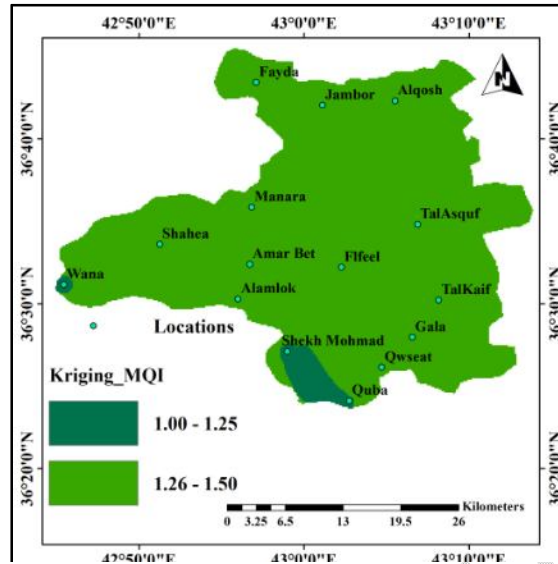 42°50'0"E 43°0'0"E 43°10'0"E
Fayda
N
Jambor
Alqosh
36°40'0"N
36°40'0"N
Manara
TalAsquf
Shahea
Amar Bet
Flfeel
Wana
Alamlok
TalKaif
36°30'0"N
36°30'0"N
Locations
Gala
Shekh Mohmad
Qwseat
Kriging_MQI
Quba
1.00 - 1.25
1.26 - 1.50
36°20'0"N
36°20'0"N
Kilometers
0 3.25 6.5 13 19.5 26
42°50'0"E 43°0'0"E 43°10'0"E